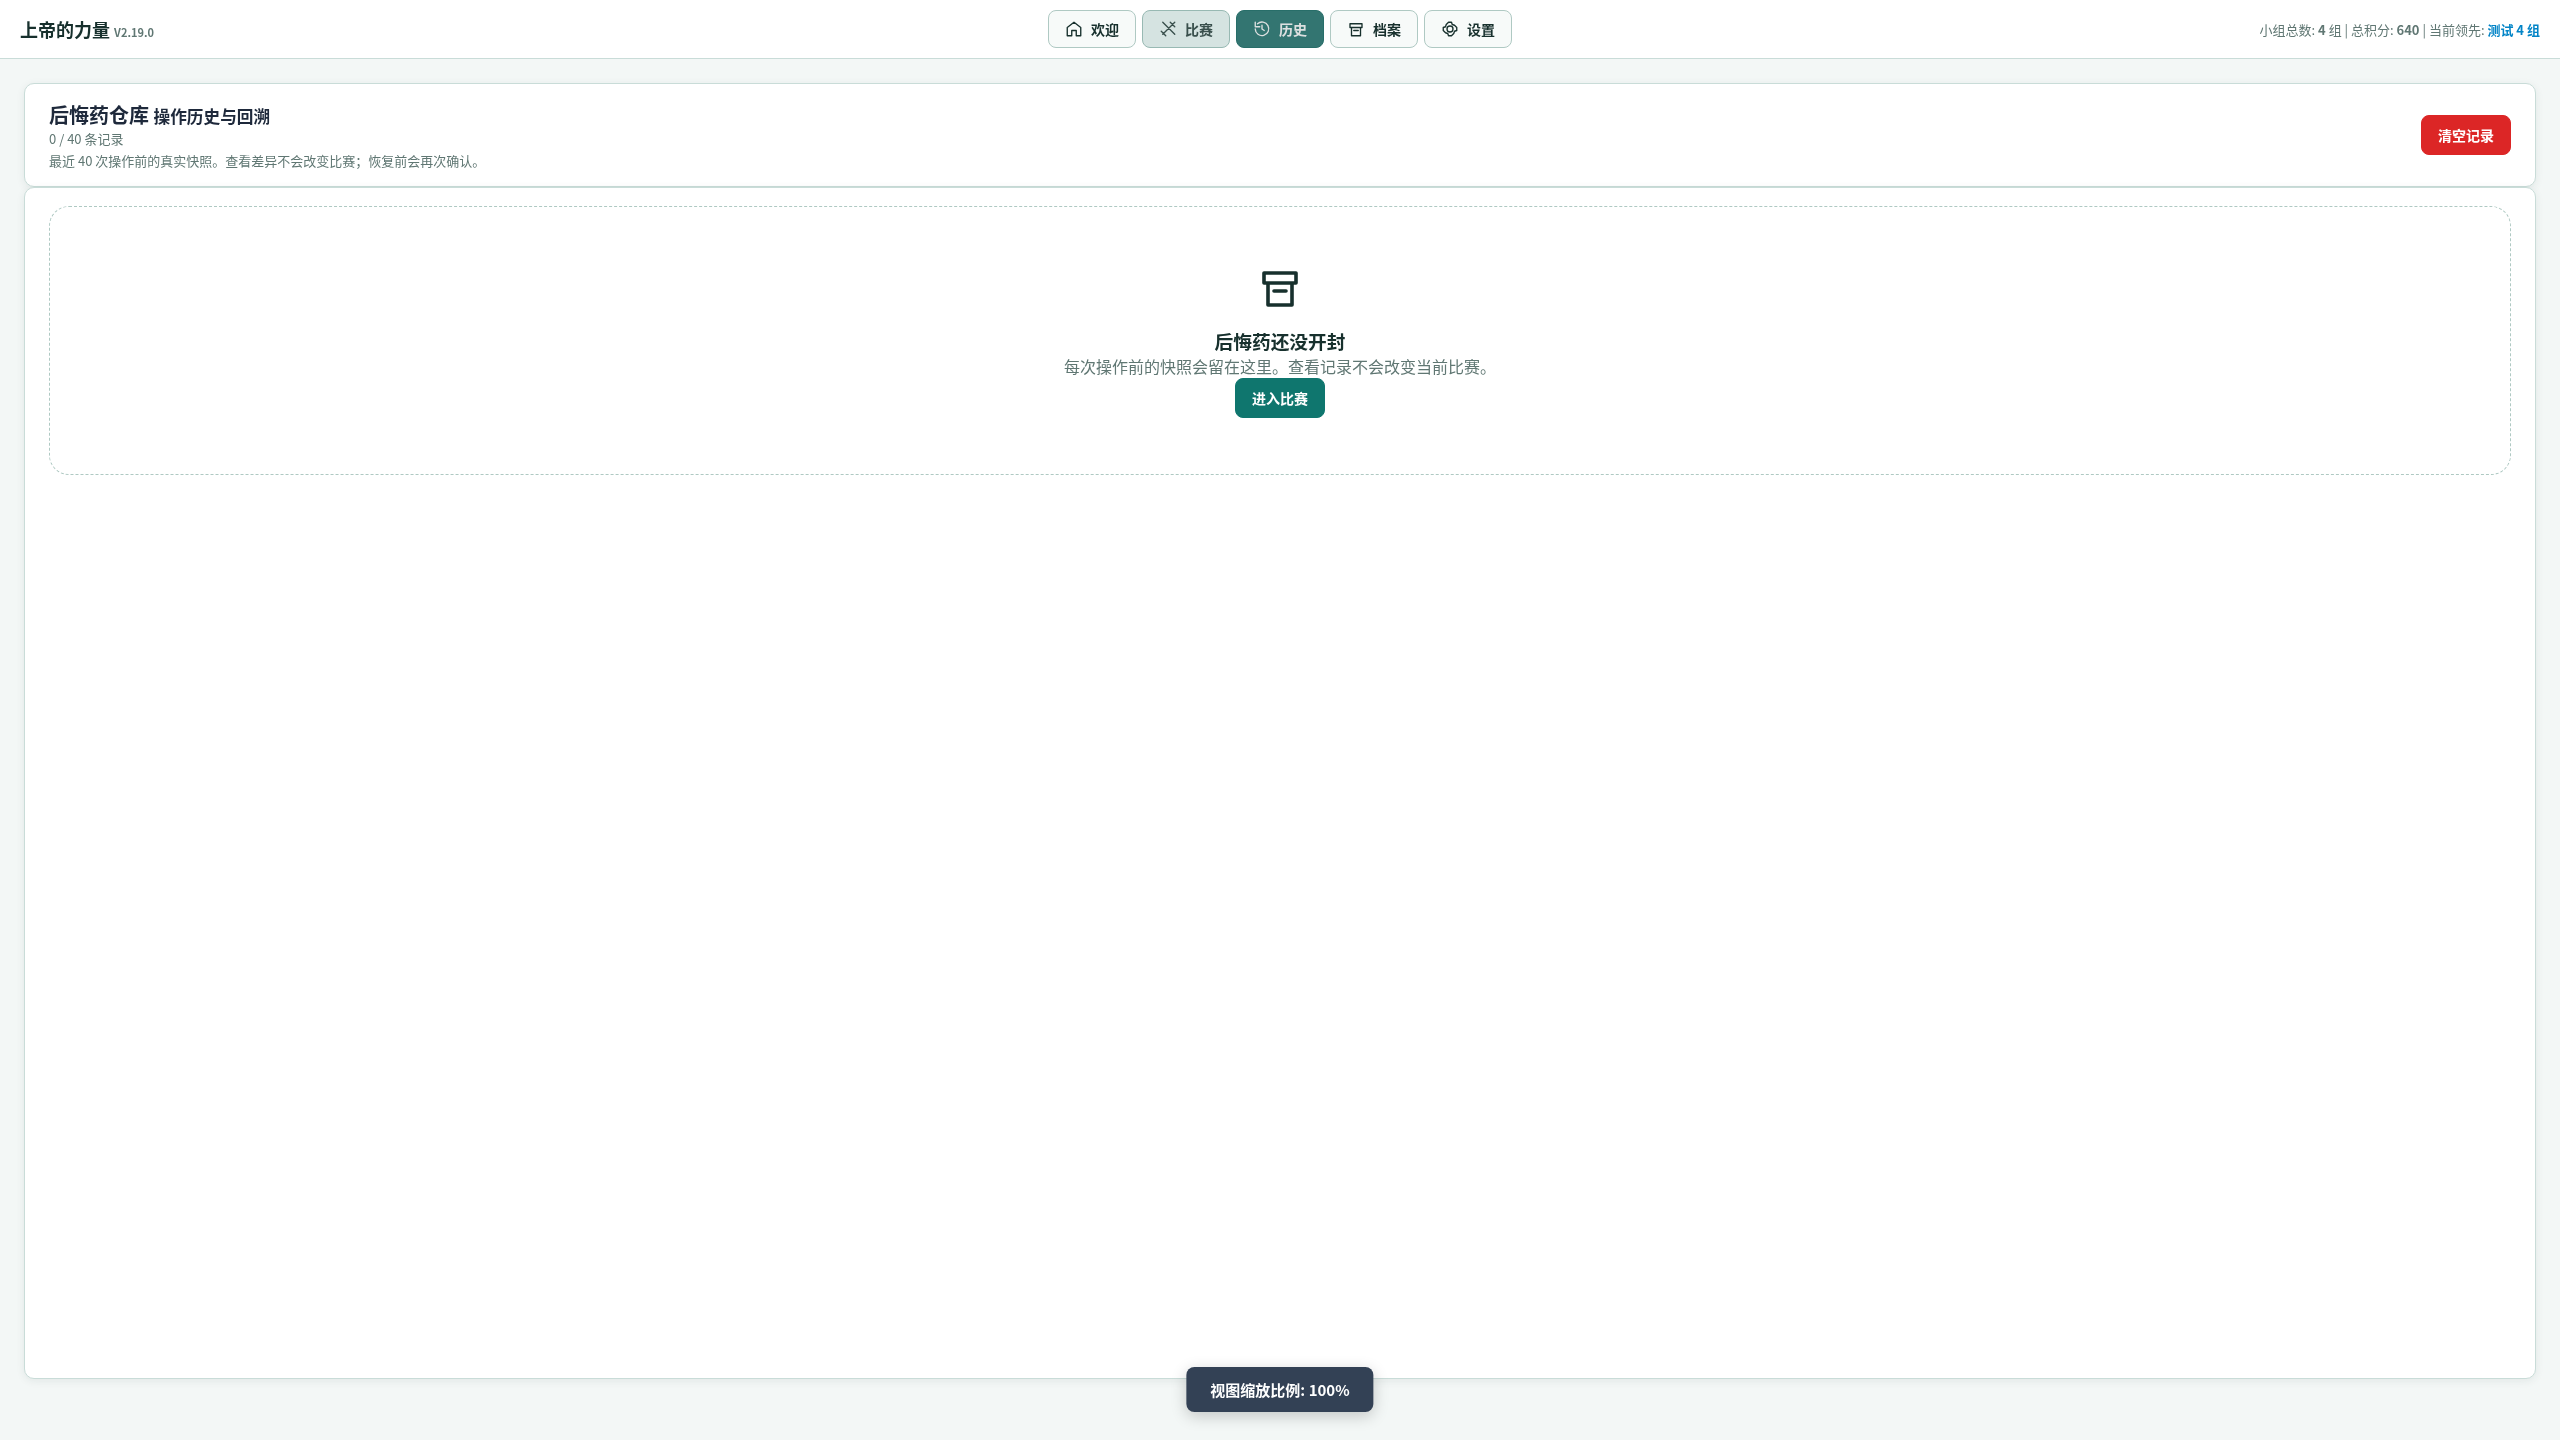 上帝的力量 V2.19.0
欢迎
比赛
历史
档案
设置
小组总数: 4 组 | 总积分: 640 | 当前领先: 测试 4 组
后悔药仓库 操作历史与回溯
0 / 40 条记录
最近 40 次操作前的真实快照。查看差异不会改变比赛；恢复前会再次确认。
清空记录
后悔药还没开封
每次操作前的快照会留在这里。查看记录不会改变当前比赛。
进入比赛
视图缩放比例: 100%